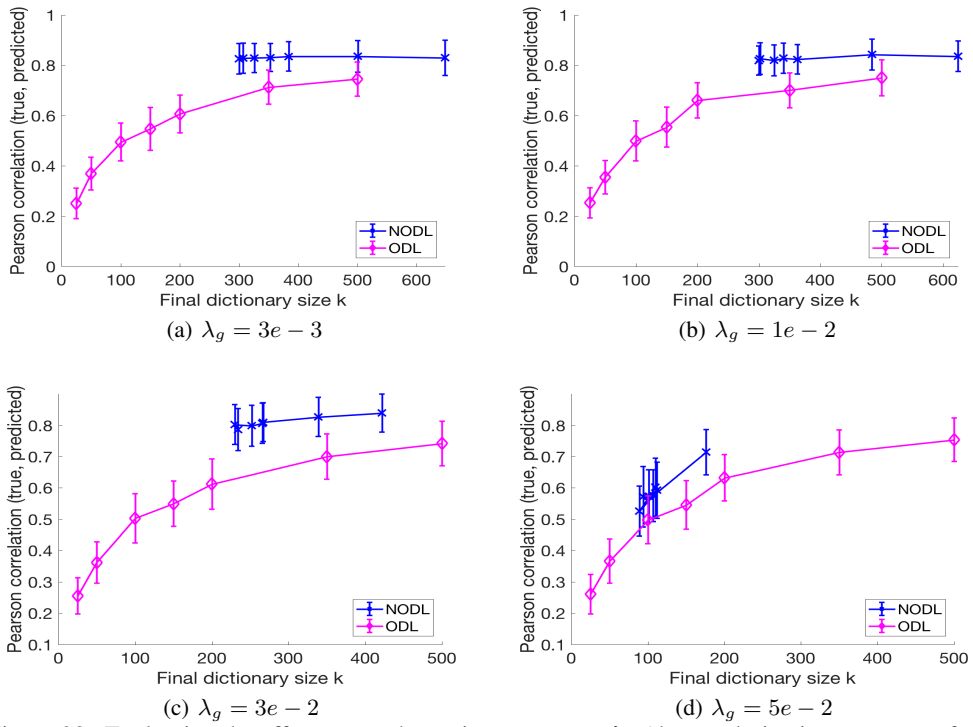 Pearson correlation (true, predicted)
1
0.8
0.6
0.4
0.2
0
0 100 200 300 400 500 600
NODL
ODL
Final dictionary size k
(a) λg = 3e − 3
Pearson correlation (true, predicted)
1
0.8
0.6
0.4
0.2
0
0 100 200 300 400 500 600
NODL
ODL
Final dictionary size k
(b) λg = 1e − 2
Pearson correlation (true, predicted)
0.8
0.7
0.6
0.5
0.4
0.3
0.2
0.1
0 100 200 300 400 500
NODL
ODL
Final dictionary size k
(c) λg = 3e − 2
Pearson correlation (true, predicted)
0.8
0.7
0.6
0.5
0.4
0.3
0.2
0.1
0 100 200 300 400 500
NODL
ODL
Final dictionary size k
(d) λg = 5e − 2